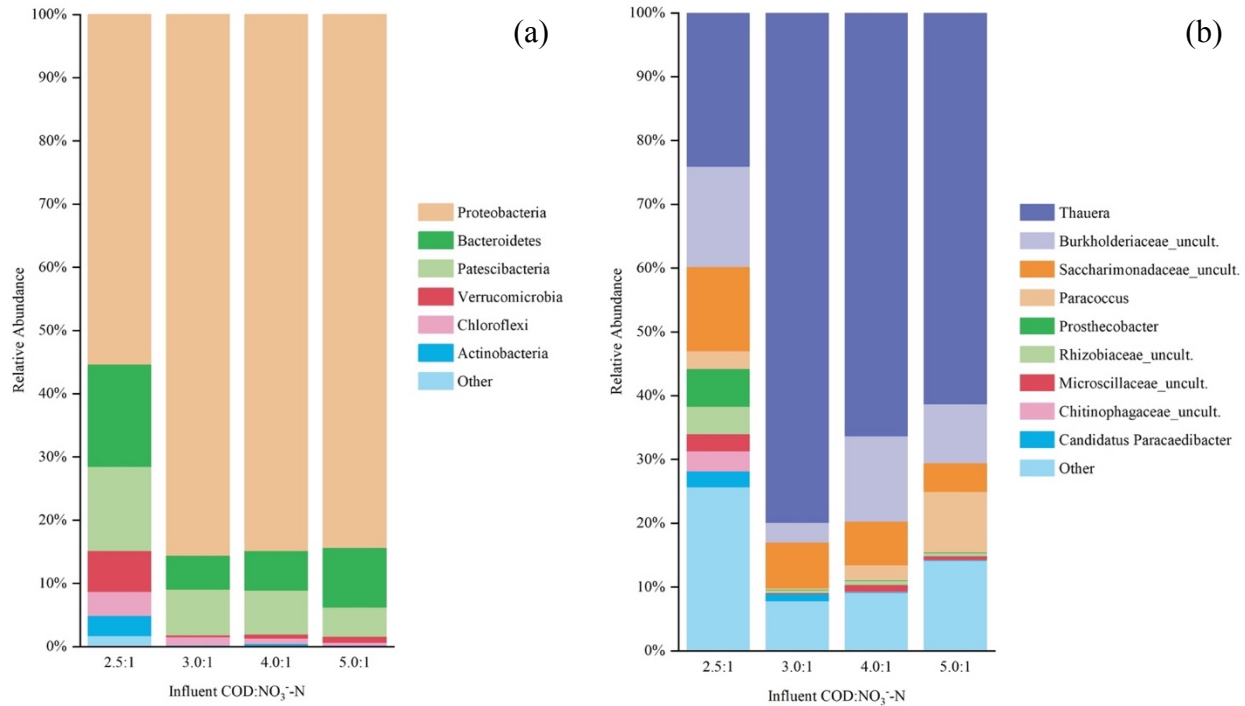 (a)
100%
90%
80%
70%
60%
50%
40%
30%
20%
10%
0%
Relative Abundance
2.5:1 3.0:1 4.0:1 5.0:1
Influent COD:NO₃⁻-N
Proteobacteria
Bacteroidetes
Patescibacteria
Verrucomicrobia
Chloroflexi
Actinobacteria
Other
(b)
100%
90%
80%
70%
60%
50%
40%
30%
20%
10%
0%
Relative Abundance
2.5:1 3.0:1 4.0:1 5.0:1
Influent COD:NO₃⁻-N
Thauera
Burkholderiaceae_uncult.
Saccharimonadaceae_uncult.
Paracoccus
Prosthecobacter
Rhizobiaceae_uncult.
Microscillaceae_uncult.
Chitinophagaceae_uncult.
Candidatus Paracaedibacter
Other